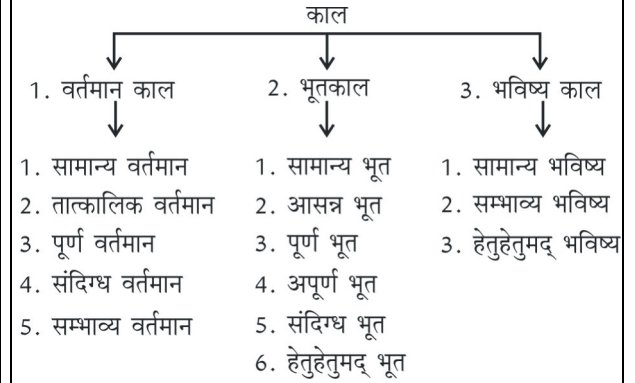 काल
1. वर्तमान काल
2. भूतकाल
3. भविष्य काल
1. सामान्य वर्तमान
2. तात्कालिक वर्तमान
3. पूर्ण वर्तमान
4. संदिग्ध वर्तमान
5. सम्भाव्य वर्तमान
1. सामान्य भूत
2. आसन्न भूत
3. पूर्ण भूत
4. अपूर्ण भूत
5. संदिग्ध भूत
6. हेतुहेतुमद् भूत
1. सामान्य भविष्य
2. सम्भाव्य भविष्य
3. हेतुहेतुमद् भविष्य